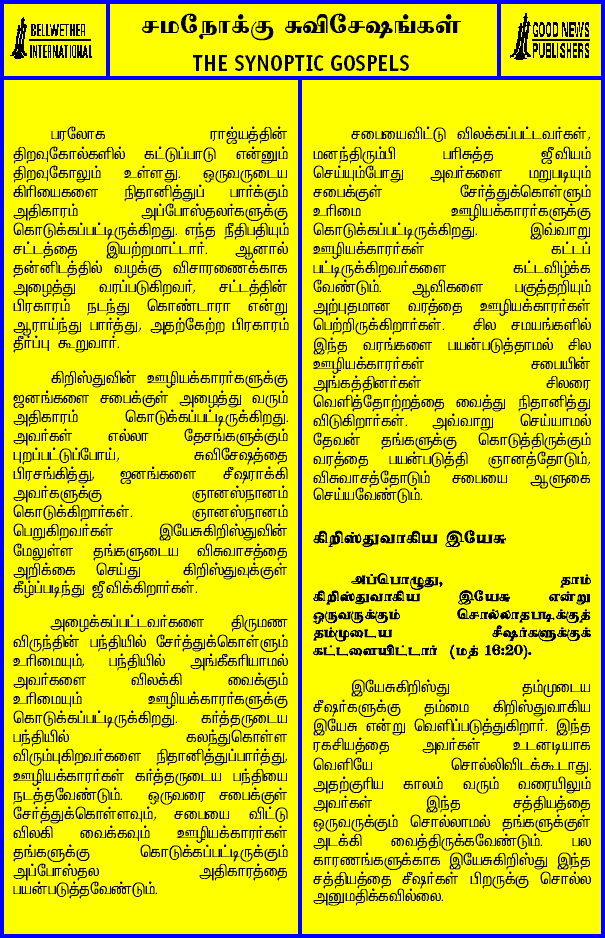 BELLWETHER
INTERNATIONAL
சமநோக்கு சுவிசேஷங்கள்
THE SYNOPTIC GOSPELS
GOOD NEWS
PUBLISHERS
பரலோக ராஜ்யத்தின்
திறவுகோல்களில் கட்டுப்பாடு என்னும்
திறவுகோலும் உள்ளது. ஒருவருடைய
கிரியைகளை நிதானித்துப் பார்க்கும்
அதிகாரம் அப்போஸ்தலர்களுக்கு
கொடுக்கப்பட்டிருக்கிறது. எந்த நீதிபதியும்
சட்டத்தை இயற்றமாட்டார். ஆனால்
தன்னிடத்தில் வழக்கு விசாரணைக்காக
அழைத்து வரப்படுகிறவர், சட்டத்தின்
பிரகாரம் நடந்து கொண்டாரா என்று
ஆராய்ந்து பார்த்து, அதற்கேற்ற பிரகாரம்
தீர்ப்பு கூறுவார்.
கிறிஸ்துவின் ஊழியக்காரர்களுக்கு
ஜனங்களை சபைக்குள் அழைத்து வரும்
அதிகாரம் கொடுக்கப்பட்டிருக்கிறது.
அவர்கள் எல்லா தேசங்களுக்கும்
புறப்பட்டுப்போய், சுவிசேஷத்தை
பிரசங்கித்து, ஜனங்களை சீஷராக்கி
அவர்களுக்கு ஞானஸ்நானம்
கொடுக்கிறார்கள். ஞானஸ்நானம்
பெறுகிறவர்கள் இயேசுகிறிஸ்துவின்
மேலுள்ள தங்களுடைய விசுவாசத்தை
அறிக்கை செய்து கிறிஸ்துவுக்குள்
கீழ்ப்படிந்து ஜீவிக்கிறார்கள்.
அழைக்கப்பட்டவர்களை திருமண
விருந்தின் பந்தியில் சேர்த்துக்கொள்ளும்
உரிமையும், பந்தியில் அங்கீகரியாமல்
அவர்களை விலக்கி வைக்கும்
உரிமையும் ஊழியக்காரர்களுக்கு
கொடுக்கப்பட்டிருக்கிறது. கர்த்தருடைய
பந்தியில் கலந்துகொள்ள
விரும்புகிறவர்களை நிதானித்துப்பார்த்து,
ஊழியக்காரர்கள் கர்த்தருடைய பந்தியை
நடத்தவேண்டும். ஒருவரை சபைக்குள்
சேர்த்துக்கொள்ளவும், சபையை விட்டு
விலகி வைக்கவும் ஊழியக்காரர்கள்
தங்களுக்கு கொடுக்கப்பட்டிருக்கும்
அப்போஸ்தல அதிகாரத்தை
பயன்படுத்தவேண்டும்.
சபையைவிட்டு விலக்கப்பட்டவர்கள்,
மனந்திரும்பி பரிசுத்த ஜீவியம்
செய்யும்போது அவர்களை மறுபடியும்
சபைக்குள் சேர்த்துக்கொள்ளும்
உரிமை ஊழியக்காரர்களுக்கு
கொடுக்கப்பட்டிருக்கிறது. இவ்வாறு
ஊழியக்காரர்கள் கட்டப்
பட்டிருக்கிறவர்களை கட்டவிழ்க்க
வேண்டும். ஆவிகளை பகுத்தறியும்
அற்புதமான வரத்தை ஊழியக்காரர்கள்
பெற்றிருக்கிறார்கள். சில சமயங்களில்
இந்த வரங்களை பயன்படுத்தாமல் சில
ஊழியக்காரர்கள் சபையின்
அங்கத்தினர்கள் சிலரை
வெளித்தோற்றத்தை வைத்து நிதானித்து
விடுகிறார்கள். அவ்வாறு செய்யாமல்
தேவன் தங்களுக்கு கொடுத்திருக்கும்
வரத்தை பயன்படுத்தி ஞானத்தோடும்,
விசுவாசத்தோடும் சபையை ஆளுகை
செய்யவேண்டும்.
கிறிஸ்துவாகிய இயேசு
அப்பொழுது, தாம்
கிறிஸ்துவாகிய இயேசு என்று
ஒருவருக்கும் சொல்லாதபடிக்குத்
தம்முடைய சீஷர்களுக்குக்
கட்டளையிட்டார் (மத் 16:20).
இயேசுகிறிஸ்து தம்முடைய
சீஷர்களுக்கு தம்மை கிறிஸ்துவாகிய
இயேசு என்று வெளிப்படுத்துகிறார். இந்த
ரகசியத்தை அவர்கள் உடனடியாக
வெளியே சொல்லிவிடக்கூடாது.
அதற்குரிய காலம் வரும் வரையிலும்
அவர்கள் இந்த சத்தியத்தை
ஒருவருக்கும் சொல்லாமல் தங்களுக்குள்
அடக்கி வைத்திருக்கவேண்டும். பல
காரணங்களுக்காக இயேசுகிறிஸ்து இந்த
சத்தியத்தை சீஷர்கள் பிறருக்கு சொல்ல
அனுமதிக்கவில்லை.